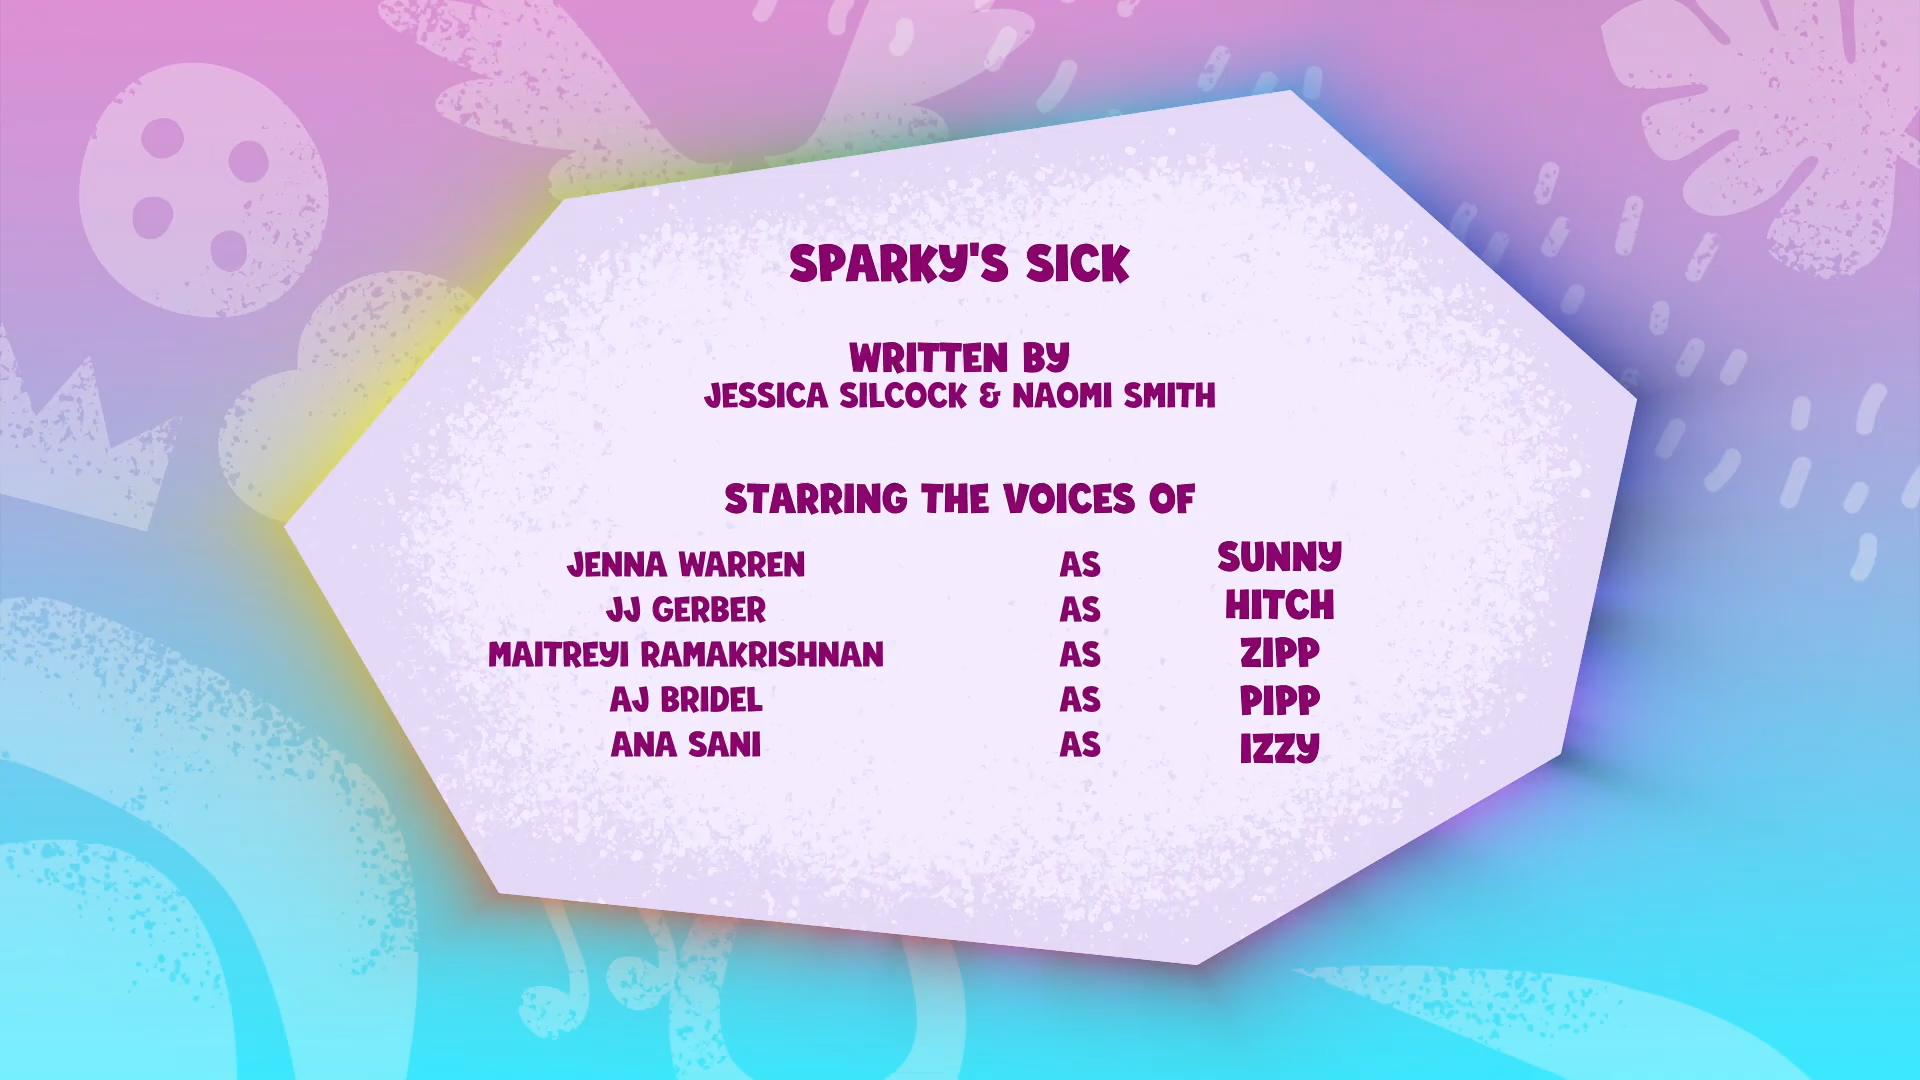 SPARKY'S SICK
WRITTEN BY
JESSICA SILCOCK & NAOMI SMITH
STARRING THE VOICES OF
JENNA WARREN AS SUNNY
JJ GERBER AS HITCH
MAITREYI RAMAKRISHNAN AS ZIPP
AJ BRIDEL AS PIPP
ANA SANI AS IZZY